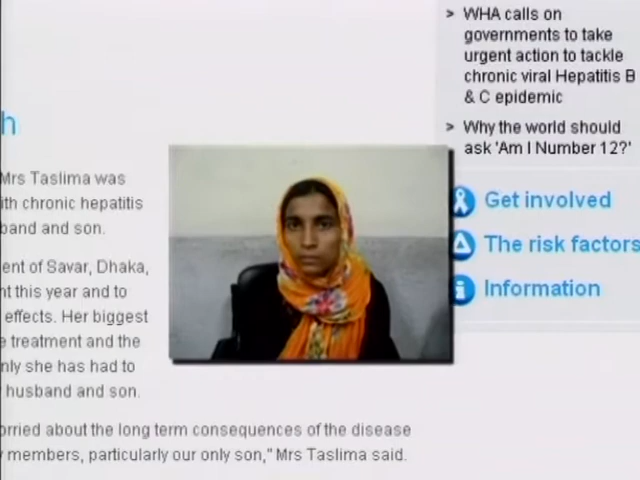 h
Mrs Taslima was
ith chronic hepatitis
band and son.
ent of Savar, Dhaka,
nt this year and to
effects. Her biggest
e treatment and the
nly she has had to
husband and son.
orried about the long term consequences of the disease
members, particularly our only son," Mrs Taslima said.
> WHA calls on
governments to take
urgent action to tackle
chronic viral Hepatitis B
& C epidemic
> Why the world should
ask 'Am I Number 12?'
Get involved
The risk factors
i Information